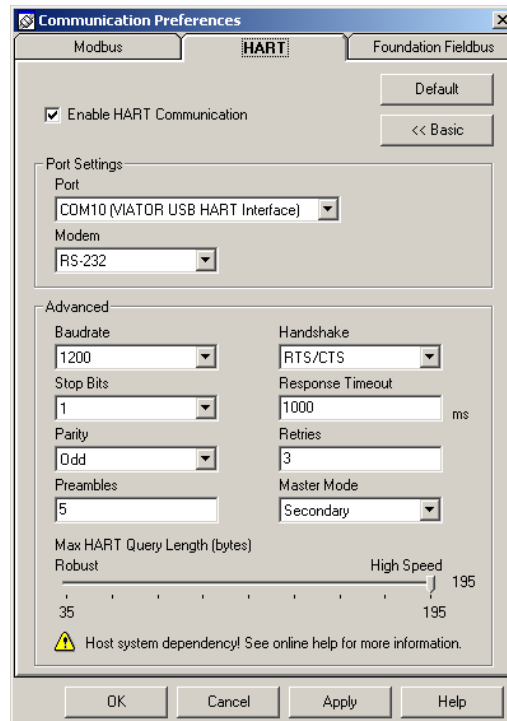 Communication Preferences
Modbus HART Foundation Fieldbus
Default
Enable HART Communication
<< Basic
Port Settings
Port
COM10 (VIATOR USB HART Interface)
Modem
RS-232
Advanced
Baudrate Handshake
1200 RTS/CTS
Stop Bits Response Timeout
1 1000 ms
Parity Retries
Odd 3
Preambles Master Mode
5 Secondary
Max HART Query Length (bytes)
Robust High Speed
195
35 195
Host system dependency! See online help for more information.
OK Cancel Apply Help